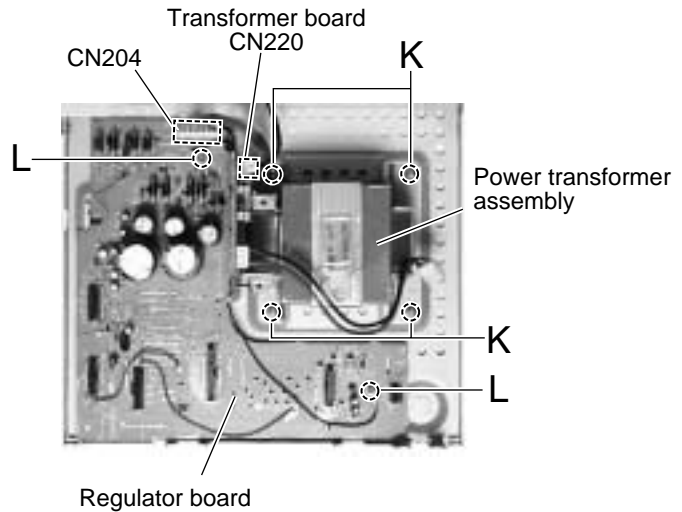 Transformer board
CN220
CN204
K
L
Power transformer
assembly
K
L
Regulator board